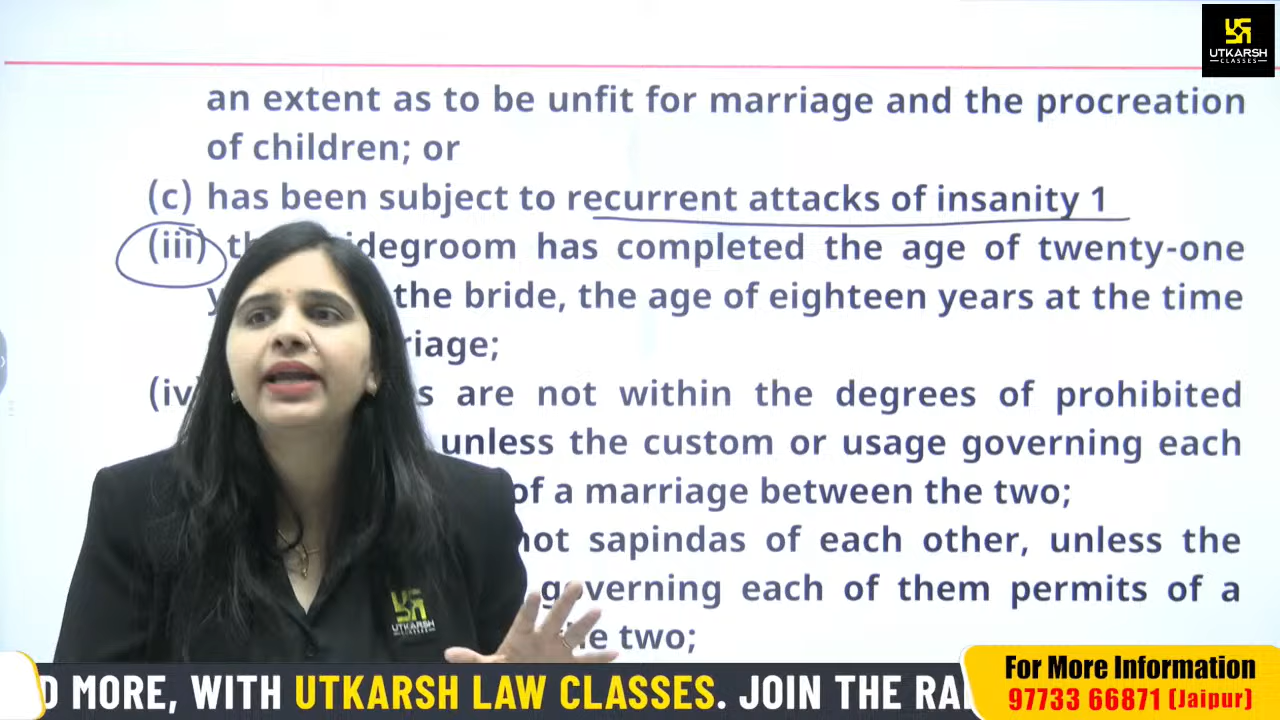 UTKARSH
CLASSES
an extent as to be unfit for marriage and the procreation
of children; or
(c) has been subject to recurrent attacks of insanity 1
(iii) the bridegroom has completed the age of twenty-one
the bride, the age of eighteen years at the time
riage;
(iv are not within the degrees of prohibited
unless the custom or usage governing each
of a marriage between the two;
not sapindas of each other, unless the
governing each of them permits of a
two;
UTKARSH
CLASSES
D MORE, WITH UTKARSH LAW CLASSES. JOIN THE RA
For More Information
97733 66871 (Jaipur)